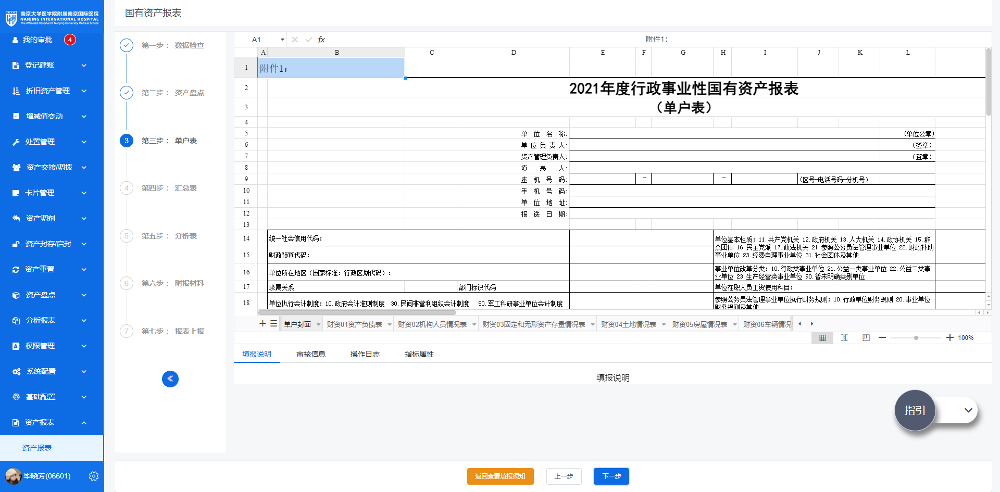 南京大学医学院附属南京国际医院
NANJING INTERNATIONAL HOSPITAL
The Affiliated Hospital Of Nanjing University Medical School
我的审批 4
登记建账
折旧资产管理
增减值变动
处置管理
资产交接/调拨
卡片管理
资产调剂
资产封存/启封
资产重置
资产盘点
分析报表
权限管理
系统配置
基础配置
资产报表
资产报表
毕晓芳(06601)
国有资产报表
第一步： 数据检查
第二步： 资产盘点
3 第三步： 单户表
4 第四步： 汇总表
5 第五步： 分析表
6 第六步： 附报材料
7 第七步： 报表上报
A1 fx 附件1：
A B C D E F G H I J K L
1 附件1：
2 2021年度行政事业性国有资产报表
3 （单户表）
4
5 单位名称: (单位公章)
6 单位负责人: （签章）
7 资产管理负责人: （签章）
8 填表人:
9 座机号码: － － (区号-电话号码-分机号)
10 手机号码:
11 单位地址:
12 报送日期:
13
14 统一社会信用代码： 单位基本性质：11.共产党机关 12.政府机关 13.人大机关 14.政协机关 15.群
众团体 16.民主党派 17.政法机关 21.参照公务员法管理事业单位 22.财政补助
15 财政预算代码： 事业单位 23.经费自理事业单位 31.社会团体及其他
16 单位所在地区（国家标准：行政区划代码）： 事业单位改革分类：10.行政类事业单位 21.公益一类事业单位 22.公益二类事
业单位 23.生产经营类事业单位 90.暂未明确类别单位
17 隶属关系 部门标识代码 单位在职人员工资使用科目：
18 单位执行会计制度：10.政府会计准则制度 30.民间非营利组织会计制度 50.军工科研事业单位会计制度 参照公务员法管理事业单位执行财务规则：10.行政单位财务规则 20.事业单位
财务规则及其他
单户封面 财资01资产负债表 财资02机构人员情况表 财资03固定和无形资产存量情况表 财资04土地情况表 财资05房屋情况表 财资06车辆情况
100%
填报说明 审核信息 操作日志 指标属性
填报说明
指引
返回查看填报须知 上一步 下一步